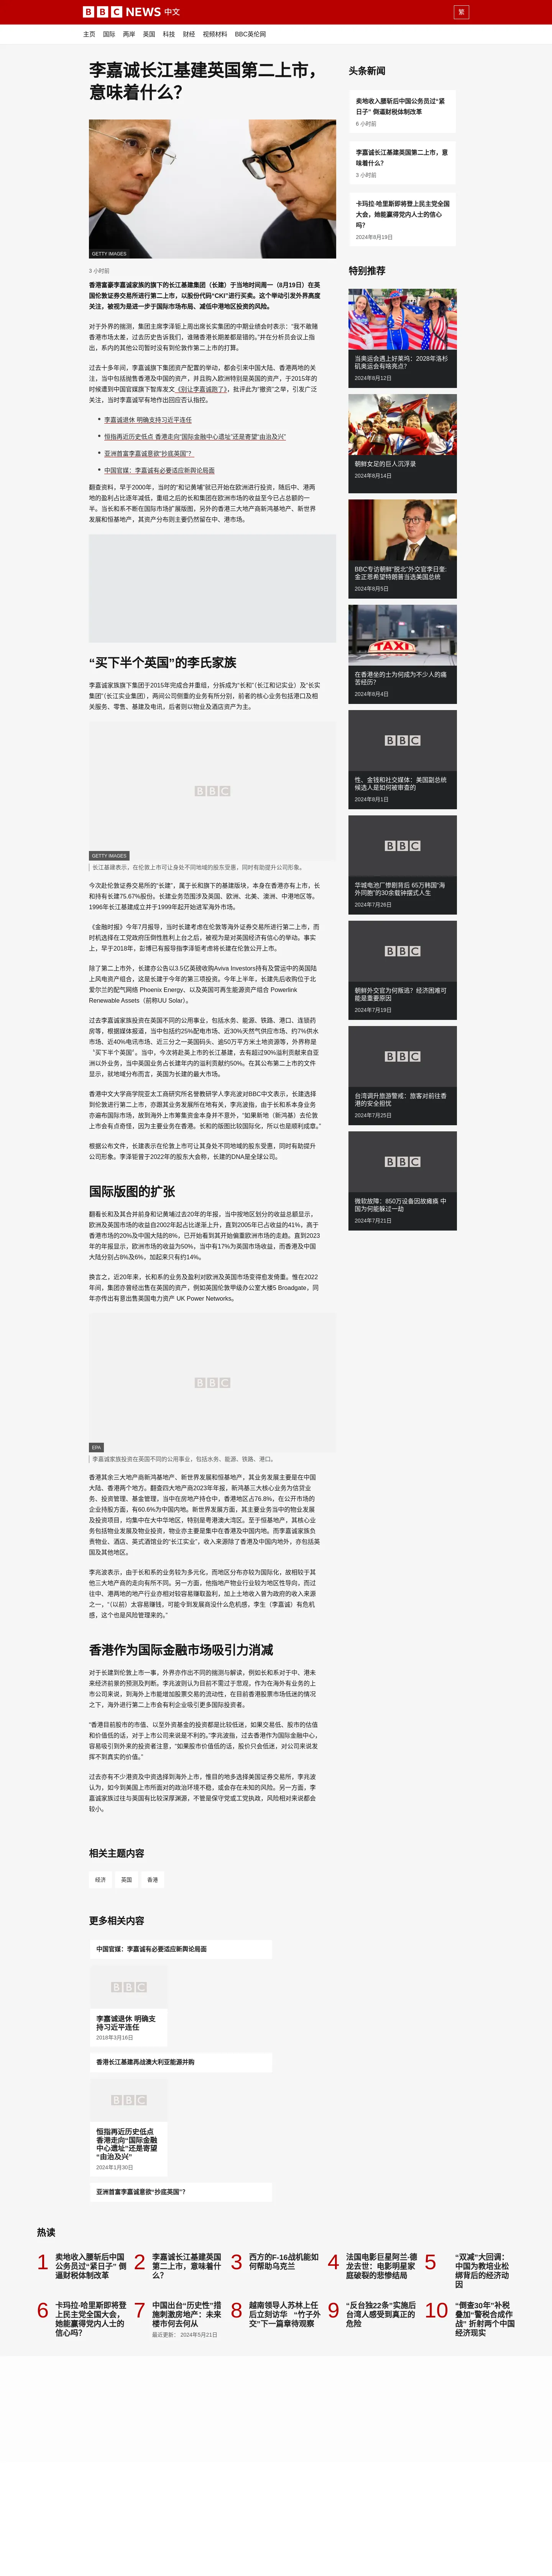 BBC NEWS 中文
繁
主页 国际 两岸 英国 科技 财经 视频材料 BBC英伦网
李嘉诚长江基建英国第二上市，
意味着什么？
GETTY IMAGES
3 小时前
香港富豪李嘉诚家族的旗下的长江基建集团（长建）于当地时间周一（8月19日）在英
国伦敦证券交易所进行第二上市，以股份代码“CKI”进行买卖。这个举动引发外界高度
关注，被视为是进一步于国际市场布局、减低中港地区投资的风险。
对于外界的揣测，集团主席李泽钜上周出席长实集团的中期业绩会时表示：“我不敢赌
香港市场太差，过去历史告诉我们，谁赌香港长期差都是错的。”并在分析员会议上指
出，系内的其他公司暂时没有到伦敦作第二上市的打算。
过去十多年间，李嘉诚旗下集团资产配置的举动，都会引来中国大陆、香港两地的关
注，当中包括抛售香港及中国的资产，并且购入欧洲特别是英国的资产，于2015年的
时候遭到中国官媒旗下智库发文《别让李嘉诚跑了》，批评此为“撤资”之举，引发广泛
关注，当时李嘉诚罕有地作出回应否认指控。
李嘉诚退休 明确支持习近平连任
恒指再近历史低点 香港走向“国际金融中心遗址”还是寄望“由治及兴”
亚洲首富李嘉诚意欲“抄底英国”？
中国官媒：李嘉诚有必要适应新舆论局面
翻查资料，早于2000年，当时的“和记黄埔”就已开始在欧洲进行投资，随后中、港两
地的盈利占比逐年减低，重组之后的长和集团在欧洲市场的收益至今已占总额的一
半。当长和系不断在国际市场扩展版图，另外的香港三大地产商新鸿基地产、新世界
发展和恒基地产，其资产分布则主要仍然留在中、港市场。
“买下半个英国”的李氏家族
李嘉诚家族旗下集团于2015年完成合并重组，分拆成为“长和”（长江和记实业）及“长实
集团”（长江实业集团），两间公司侧重的业务有所分别，前者的核心业务包括港口及相
关服务、零售、基建及电讯，后者则以物业及酒店资产为主。
BBC
GETTY IMAGES
长江基建表示，在伦敦上市可让身处不同地域的股东受惠，同时有助提升公司形象。
今次赴伦敦证券交易所的“长建”，属于长和旗下的基建版块，本身在香港亦有上市，长
和持有长建75.67%股份。长建业务范围涉及英国、欧洲、北美、澳洲、中港地区等。
1996年长江基建成立并于1999年起开始进军海外市场。
《金融时报》今年7月报导，当时长建考虑在伦敦等海外证券交易所进行第二上市，而
时机选择在工党政府压倒性胜利上台之后，被视为是对英国经济有信心的举动。事实
上，早于2018年，彭博已有报导指李泽钜考虑将长建在伦敦公开上市。
除了第二上市外，长建亦公告以3.5亿英镑收购Aviva Investors持有及营运中的英国陆
上风电资产组合，这是长建于今年的第三项投资。今年上半年，长建先后收购位于北
爱尔兰的配气网络 Phoenix Energy、以及英国可再生能源资产组合 Powerlink
Renewable Assets（前称UU Solar）。
过去李嘉诚家族投资在英国不同的公用事业，包括水务、能源、铁路、港口、连锁药
房等，根据媒体报道，当中包括约25%配电市场、近30%天然气供应市场、约7%供水
市场、近40%电讯市场、近三分之一英国码头、逾50万平方米土地资源等，外界称是
“买下半个英国”。当中，今次将赴英上市的长江基建，去有超过90%溢利贡献来自亚
洲以外业务，当中英国业务占长建年内的溢利贡献约50%。在其公布第二上市的文件
显示，就地域分布而言，英国为长建的最大市场。
香港中文大学商学院亚太工商研究所名誉教研学人李兆波对BBC中文表示，长建选择
到伦敦进行第二上市，亦跟其业务发展所在地有关，李兆波指，由于长和系本身业务
亦遍布国际市场，故到海外上市筹集资金本身并不意外，“如果新地（新鸿基）去伦敦
上市会有点奇怪，因为主要业务在香港。长和的版图比较国际化，所以也是顺利成章。”
根据公布文件，长建表示在伦敦上市可让其身处不同地域的股东受惠，同时有助提升
公司形象。李泽钜曾于2022年的股东大会称，长建的DNA是全球公司。
国际版图的扩张
翻看长和及其合并前身和记黄埔过去20年的年报，当中按地区划分的收益总额显示，
欧洲及英国市场的收益自2002年起占比逐渐上升，直到2005年已占收益的41%，高于
香港市场的20%及中国大陆的8%，已开始看到其开始偏重欧洲市场的走趋。直到2023
年的年报显示，欧洲市场的收益为50%，当中有17%为英国市场收益，而香港及中国
大陆分别占8%及6%，加起来只有约14%。
换言之，近20年来，长和系的业务及盈利对欧洲及英国市场变得愈发倚重。惟在2022
年间，集团亦曾经出售在英国的资产，例如英国伦敦甲级办公室大楼5 Broadgate，同
年亦传出有意出售英国电力资产 UK Power Networks。
BBC
EPA
李嘉诚家族投资在英国不同的公用事业，包括水务、能源、铁路、港口。
香港其余三大地产商新鸿基地产、新世界发展和恒基地产，其业务发展主要是在中国
大陆、香港两个地方。翻查四大地产商2023年年报，新鸿基三大核心业务为信贷业
务、投资管理、基金管理，当中在房地产持仓中，香港地区占76.8%，在公开市场的
企业持股方面，有60.6%为中国内地。新世界发展方面，其主要业务当中的物业发展
及投资项目，均集中在大中华地区，特别是粤港澳大湾区。至于恒基地产，其核心业
务包括物业发展及物业投资，物业亦主要是集中在香港及中国内地。而李嘉诚家族负
责物业、酒店、英式酒馆业的“长江实业”，收入来源除了香港及中国内地外，亦包括英
国及其他地区。
李兆波表示，由于长和系的业务较为多元化，而地区分布亦较为国际化，故相较于其
他三大地产商的走向有所不同。另一方面，他指地产物业行业较为地区性导向，而过
往中、港两地的地产行业亦相对较容易赚取盈利，加上土地收入曾为政府的收入来源
之一，“（以前）太容易赚钱，可能令到发展商没什么危机感，李生（李嘉诚）有危机
感，这个也是风险管理来的。”
香港作为国际金融市场吸引力消减
对于长建到伦敦上市一事，外界亦作出不同的揣测与解读，例如长和系对于中、港未
来经济前景的预测及判断。李兆波则认为目前不需过于悲观，作为在海外有业务的上
市公司来说，到海外上市能增加股票交易的流动性，在目前香港股票市场低迷的情况
之下，海外进行第二上市会有利企业吸引更多国际投资者。
“香港目前股市的市值、以至外资基金的投资都是比较低迷，如果交易低、股市的估值
和价值低的话，对于上市公司来说是不利的。”李兆波指，过去香港作为国际金融中心，
容易吸引到外来的投资者注意，“如果股市价值低的话，股价只会低迷，对公司来说发
挥不到真实的价值。”
过去亦有不少港资及中资选择到海外上市，惟目的地多选择美国证券交易所，李兆波
认为，如今到美国上市所面对的政治环境不稳，或会存在未知的风险。另一方面，李
嘉诚家族过往与英国有比较深厚渊源，不管是保守党或工党执政，风险相对来说都会
较小。
相关主题内容
经济 英国 香港
更多相关内容
中国官媒：李嘉诚有必要适应新舆论局面
BBC
李嘉诚退休 明确支
持习近平连任
2018年3月16日
香港长江基建再战澳大利亚能源并购
BBC
恒指再近历史低点
香港走向“国际金融
中心遗址”还是寄望
“由治及兴”
2024年1月30日
亚洲首富李嘉诚意欲“抄底英国”？
头条新闻
卖地收入腰斩后中国公务员过“紧
日子” 倒逼财税体制改革
6 小时前
李嘉诚长江基建英国第二上市，意
味着什么？
3 小时前
卡玛拉·哈里斯即将登上民主党全国
大会，她能赢得党内人士的信心
吗？
2024年8月19日
特别推荐
当奥运会遇上好莱坞：2028年洛杉
矶奥运会有啥亮点？
2024年8月12日
朝鲜女足的巨人沉浮录
2024年8月14日
BBC专访朝鲜“脱北”外交官李日奎:
金正恩希望特朗普当选美国总统
2024年8月5日
TAXI
在香港坐的士为何成为不少人的痛
苦经历？
2024年8月4日
BBC
性、金钱和社交媒体：美国副总统
候选人是如何被审查的
2024年8月1日
BBC
华城电池厂惨剧背后 65万韩国“海
外同胞”的30余载钟摆式人生
2024年7月26日
BBC
朝鲜外交官为何叛逃？经济困难可
能是重要原因
2024年7月19日
BBC
台湾调升旅游警戒：旅客对前往香
港的安全担忧
2024年7月25日
BBC
微软故障：850万设备因故瘫痪 中
国为何能躲过一劫
2024年7月21日
热读
1 卖地收入腰斩后中国
公务员过“紧日子” 倒
逼财税体制改革
2 李嘉诚长江基建英国
第二上市，意味着什
么？
3 西方的F-16战机能如
何帮助乌克兰
4 法国电影巨星阿兰·德
龙去世：电影明星家
庭破裂的悲惨结局
5 “双减”大回调：
中国为教培业松
绑背后的经济动
因
6 卡玛拉·哈里斯即将登
上民主党全国大会，
她能赢得党内人士的
信心吗？
7 中国出台“历史性”措
施刺激房地产：未来
楼市何去何从
最近更新： 2024年5月21日
8 越南领导人苏林上任
后立刻访华 “竹子外
交”下一篇章待观察
9 “反台独22条”实施后
台湾人感受到真正的
危险
10 “倒查30年”补税
叠加“警税合成作
战” 折射两个中国
经济现实